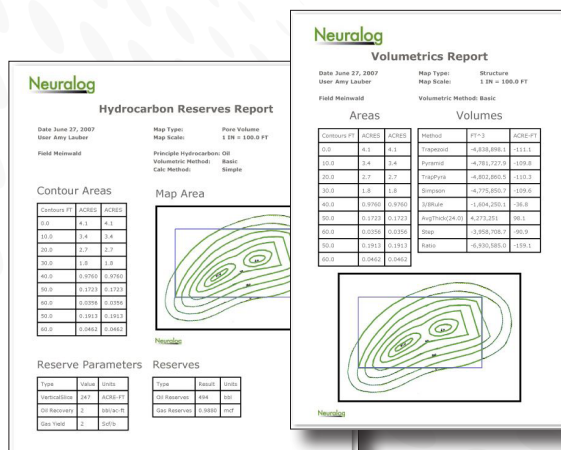 Neuralog
Hydrocarbon Reserves Report
Date June 27, 2007 Map Type: Pore Volume
User Amy Lauber Map Scale: 1 IN = 100.0 FT
Field Meinwald Principle Hydrocarbon: Oil
Volumetric Method: Basic
Calc Method: Simple
Contour Areas Map Area
Contours FT ACRES ACRES
0.0 4.1 4.1
10.0 3.4 3.4
20.0 2.7 2.7
30.0 1.8 1.8
40.0 0.9760 0.9760
50.0 0.1723 0.1723
60.0 0.0356 0.0356
50.0 0.1913 0.1913
60.0 0.0462 0.0462
Neuralog
Reserve Parameters Reserves
Type Value Units
VerticalSlice 247 ACRE-FT
Oil Recovery 2 bbl/ac-ft
Gas Yield 2 Scf/b
Type Result Units
Oil Reserves 494 bbl
Gas Reserves 0.9880 mcf
Neuralog
Volumetrics Report
Date June 27, 2007 Map Type: Structure
User Amy Lauber Map Scale: 1 IN = 100.0 FT
Field Meinwald Volumetric Method: Basic
Areas Volumes
Contours FT ACRES ACRES
0.0 4.1 4.1
10.0 3.4 3.4
20.0 2.7 2.7
30.0 1.8 1.8
40.0 0.9760 0.9760
50.0 0.1723 0.1723
60.0 0.0356 0.0356
50.0 0.1913 0.1913
60.0 0.0462 0.0462
Method FT^3 ACRE-FT
Trapezoid -4,838,898.1 -111.1
Pyramid -4,781,727.9 -109.8
TrapPyra -4,802,860.5 -110.3
Simpson -4,775,850.7 -109.6
3/8Rule -1,604,250.1 -36.8
AvgThick(24.0) 4,273,251 98.1
Step -3,958,708.7 -90.9
Ratio -6,930,585.0 -159.1
Neuralog